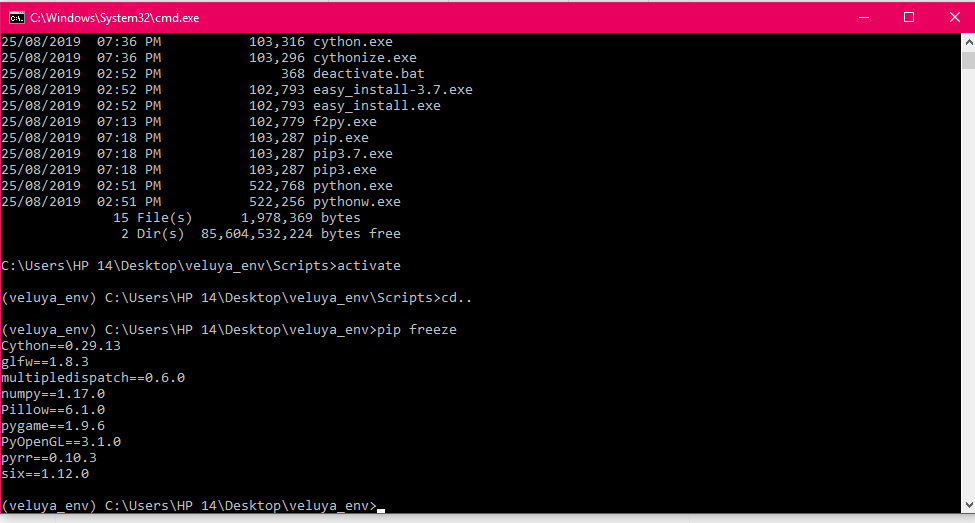 C:\Windows\System32\cmd.exe
25/08/2019  07:36 PM           103,316 cython.exe
25/08/2019  07:36 PM           103,296 cythonize.exe
25/08/2019  02:52 PM               368 deactivate.bat
25/08/2019  02:52 PM           102,793 easy_install-3.7.exe
25/08/2019  02:52 PM           102,793 easy_install.exe
25/08/2019  07:13 PM           102,779 f2py.exe
25/08/2019  07:18 PM           103,287 pip.exe
25/08/2019  07:18 PM           103,287 pip3.7.exe
25/08/2019  07:18 PM           103,287 pip3.exe
25/08/2019  02:51 PM           522,768 python.exe
25/08/2019  02:51 PM           522,256 pythonw.exe
              15 File(s)      1,978,369 bytes
               2 Dir(s)  85,604,532,224 bytes free
C:\Users\HP 14\Desktop\veluya_env\Scripts>activate
(veluya_env) C:\Users\HP 14\Desktop\veluya_env\Scripts>cd..
(veluya_env) C:\Users\HP 14\Desktop\veluya_env>pip freeze
Cython==0.29.13
glfw==1.8.3
multipledispatch==0.6.0
numpy==1.17.0
Pillow==6.1.0
pygame==1.9.6
PyOpenGL==3.1.0
pyrr==0.10.3
six==1.12.0
(veluya_env) C:\Users\HP 14\Desktop\veluya_env>